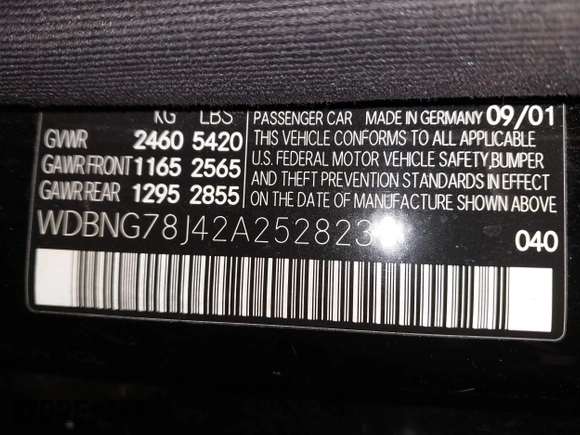 KG LBS PASSENGER CAR MADE IN GERMANY 09/01
GVWR 2460 5420 THIS VEHICLE CONFORMS TO ALL APPLICABLE
GAWR FRONT 1165 2565 U.S. FEDERAL MOTOR VEHICLE SAFETY, BUMPER
GAWR REAR 1295 2855 AND THEFT PREVENTION STANDARDS IN EFFECT
ON THE DATE OF MANUFACTURE SHOWN ABOVE
040